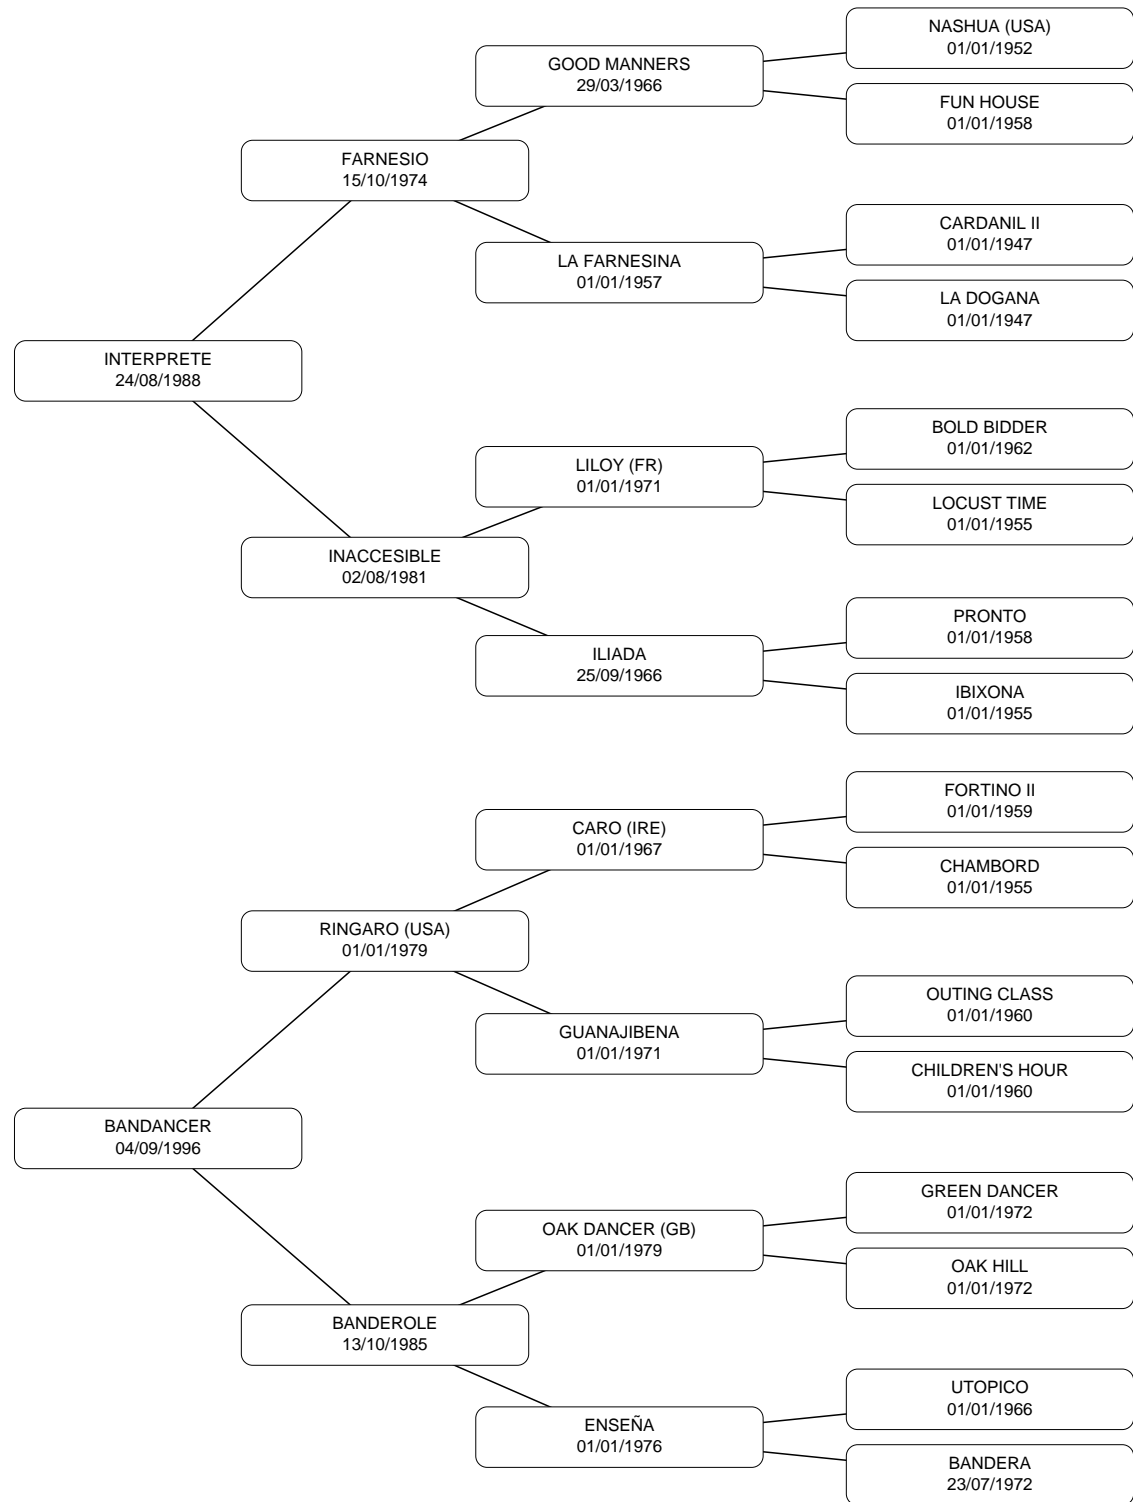 NASHUA (USA)
01/01/1952
GOOD MANNERS
29/03/1966
FUN HOUSE
01/01/1958
FARNESIO
15/10/1974
CARDANIL II
01/01/1947
LA FARNESINA
01/01/1957
LA DOGANA
01/01/1947
INTERPRETE
24/08/1988
BOLD BIDDER
01/01/1962
LILOY (FR)
01/01/1971
LOCUST TIME
01/01/1955
INACCESIBLE
02/08/1981
PRONTO
01/01/1958
ILIADA
25/09/1966
IBIXONA
01/01/1955
FORTINO II
01/01/1959
CARO (IRE)
01/01/1967
CHAMBORD
01/01/1955
RINGARO (USA)
01/01/1979
OUTING CLASS
01/01/1960
GUANAJIBENA
01/01/1971
CHILDREN'S HOUR
01/01/1960
BANDANCER
04/09/1996
GREEN DANCER
01/01/1972
OAK DANCER (GB)
01/01/1979
OAK HILL
01/01/1972
BANDEROLE
13/10/1985
UTOPICO
01/01/1966
ENSEÑA
01/01/1976
BANDERA
23/07/1972